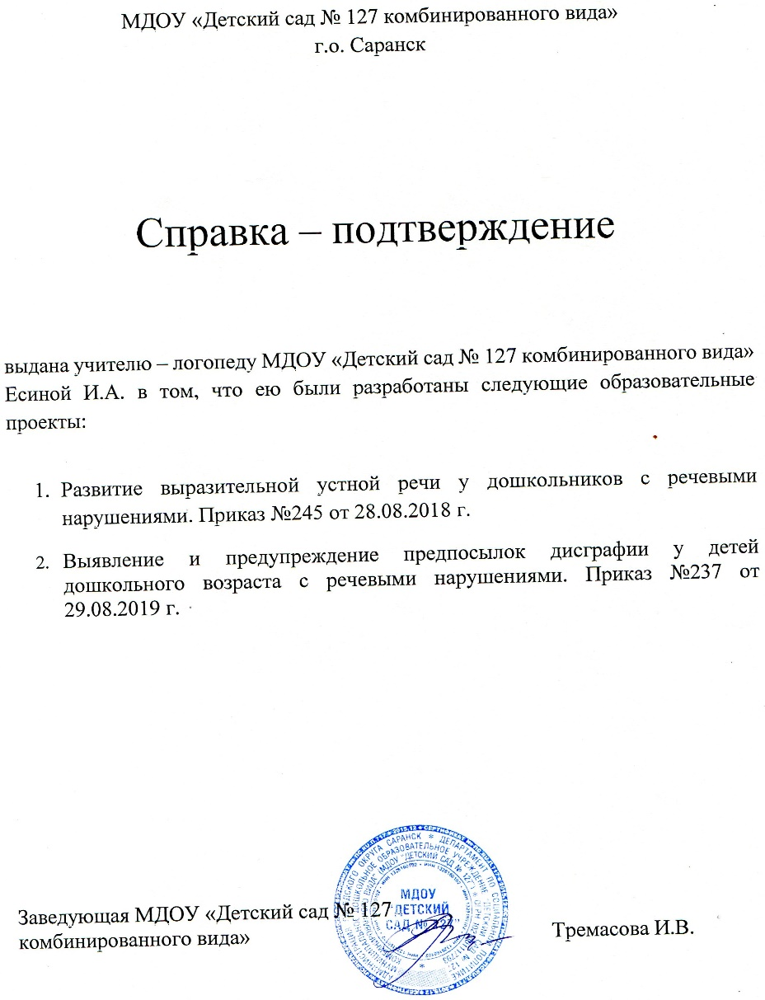 МДОУ «Детский сад № 127 комбинированного вида»
г.о. Саранск
Справка – подтверждение
выдана учителю – логопеду МДОУ «Детский сад № 127 комбинированного вида»
Есиной И.А. в том, что ею были разработаны следующие образовательные
проекты:
1. Развитие выразительной устной речи у дошкольников с речевыми
нарушениями. Приказ №245 от 28.08.2018 г.
2. Выявление и предупреждение предпосылок дисграфии у детей
дошкольного возраста с речевыми нарушениями. Приказ №237 от
29.08.2019 г.
Заведующая МДОУ «Детский сад № 127
комбинированного вида»
МДОУ
"ДЕТСКИЙ
САД № 127"
Тремасова И.В.